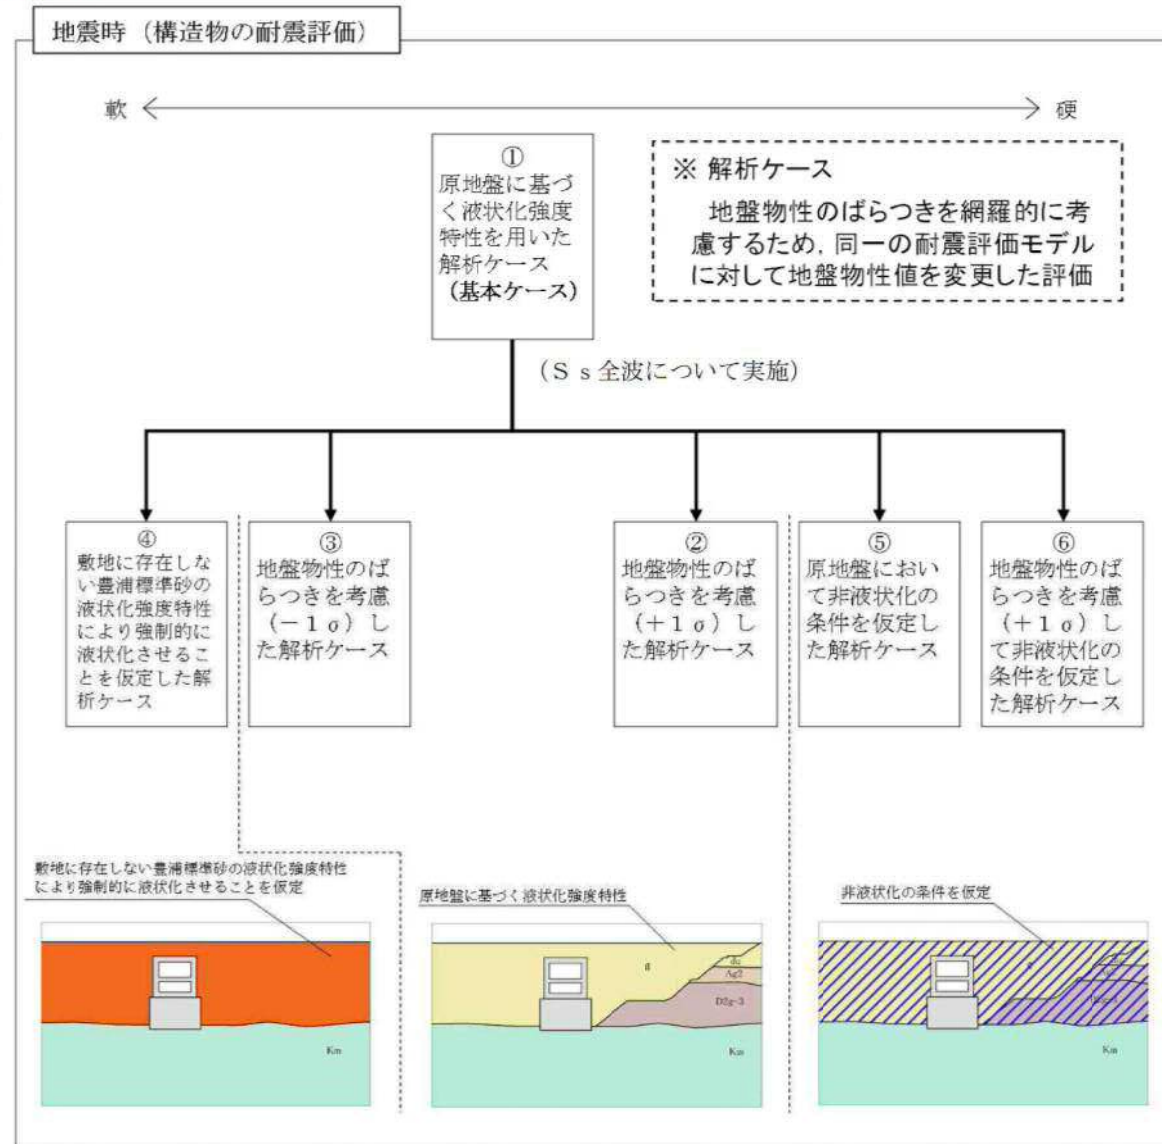 地震時（構造物の耐震評価）
軟
硬
①
原地盤に基づ
く液状化強度
特性を用いた
解析ケース
（基本ケース）
※ 解析ケース
地盤物性のばらつきを網羅的に考
慮するため，同一の耐震評価モデル
に対して地盤物性値を変更した評価
（Ｓｓ全波について実施）
④
敷地に存在しな
い豊浦標準砂の
液状化強度特性
により強制的に
液状化させるこ
とを仮定した解
析ケース
③
地盤物性のば
らつきを考慮
（－１σ）し
た解析ケース
②
地盤物性のば
らつきを考慮
（＋１σ）し
た解析ケース
⑤
原地盤におい
て非液状化の
条件を仮定し
た解析ケース
⑥
地盤物性のば
らつきを考慮
（＋１σ）し
て非液状化の
条件を仮定し
た解析ケース
敷地に存在しない豊浦標準砂の液状化強度特性
により強制的に液状化させることを仮定
Km
原地盤に基づく液状化強度特性
du
Ag2
D2g-3
Km
非液状化の条件を仮定
Km